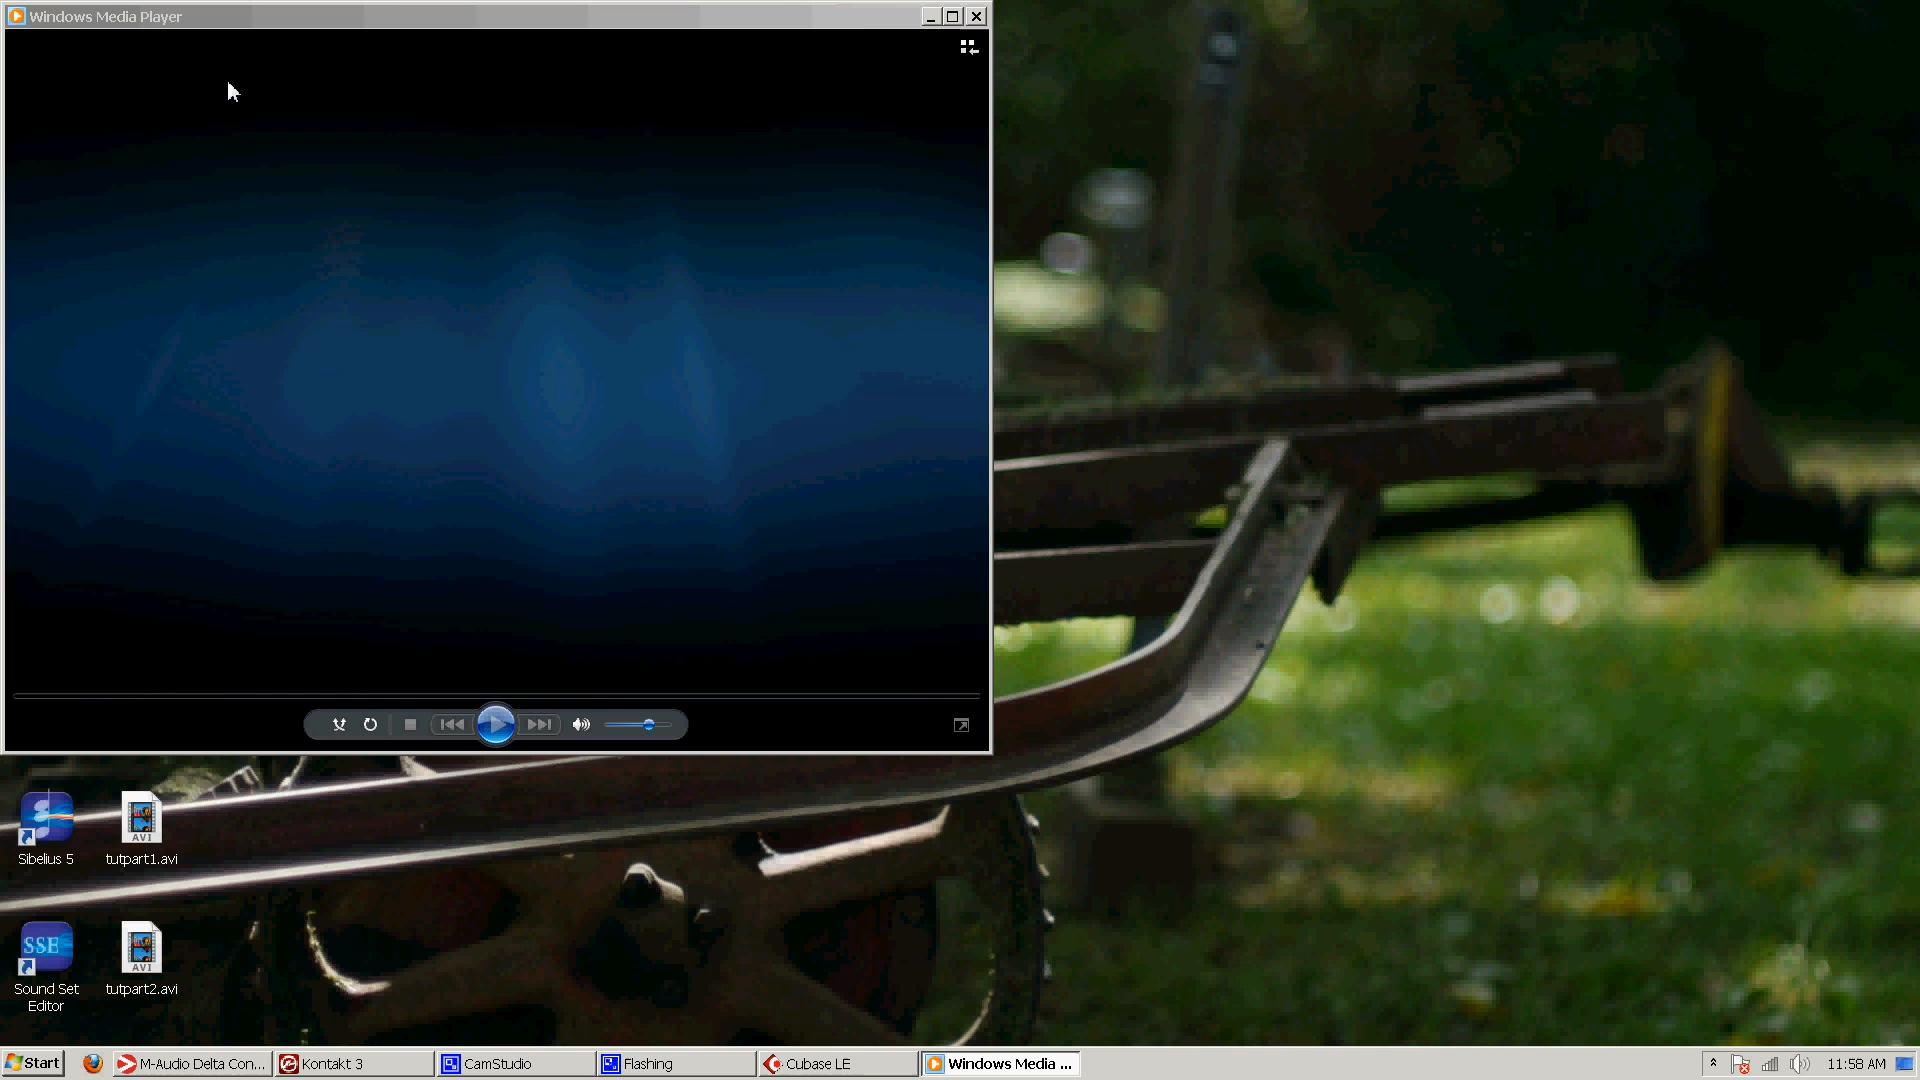 Windows Media Player
Sibelius 5
tutpart1.avi
AVI
SSE
Sound Set
Editor
AVI
tutpart2.avi
Start
M-Audio Delta Con...
Kontakt 3
CamStudio
Flashing
Cubase LE
Windows Media ...
11:58 AM